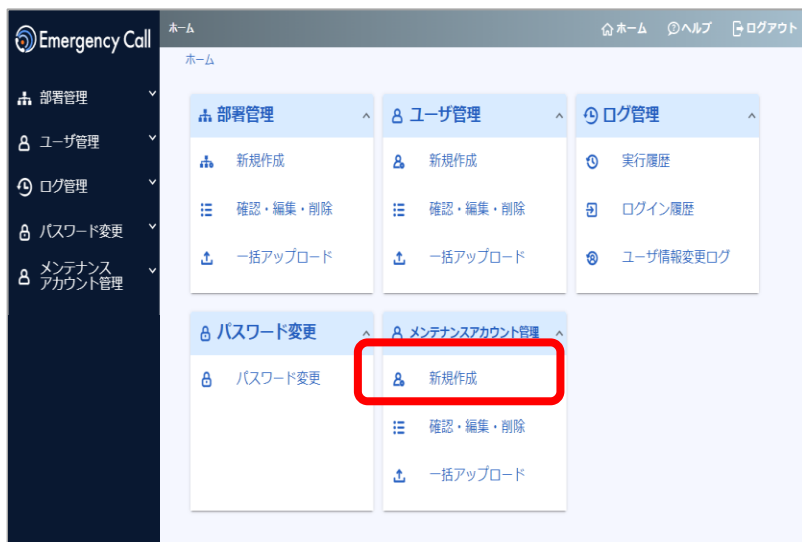 Emergency Call
ホーム
ホーム
ヘルプ
ログアウト
ホーム
部署管理
ユーザ管理
ログ管理
パスワード変更
メンテナンス
アカウント管理
部署管理
新規作成
確認・編集・削除
一括アップロード
ユーザ管理
新規作成
確認・編集・削除
一括アップロード
ログ管理
実行履歴
ログイン履歴
ユーザ情報変更ログ
パスワード変更
パスワード変更
メンテナンスアカウント管理
新規作成
確認・編集・削除
一括アップロード